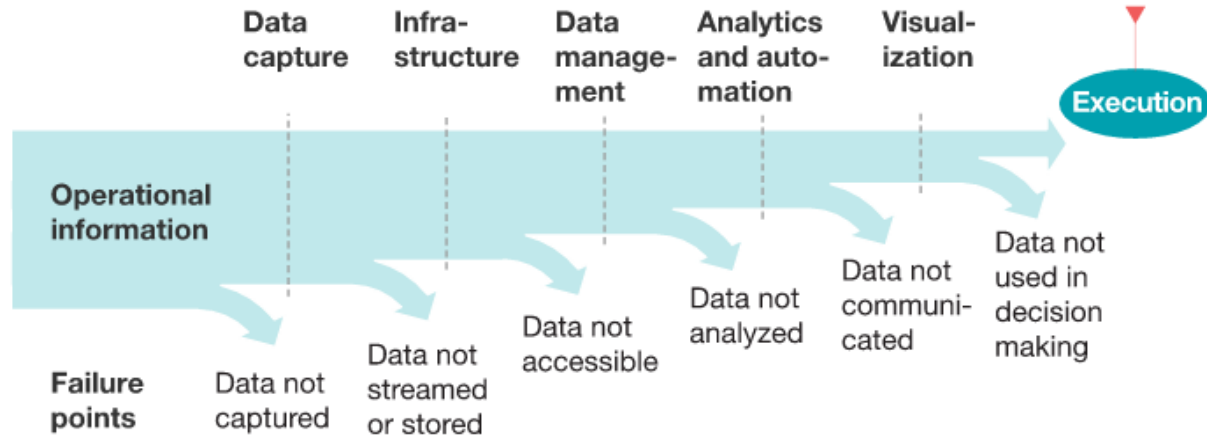 Data
capture
Infra-
structure
Data
manage-
ment
Analytics
and auto-
mation
Visual-
ization
Execution
Operational
information
Failure
points
Data not
captured
Data not
streamed
or stored
Data not
accessible
Data not
analyzed
Data not
communi-
cated
Data not
used in
decision
making